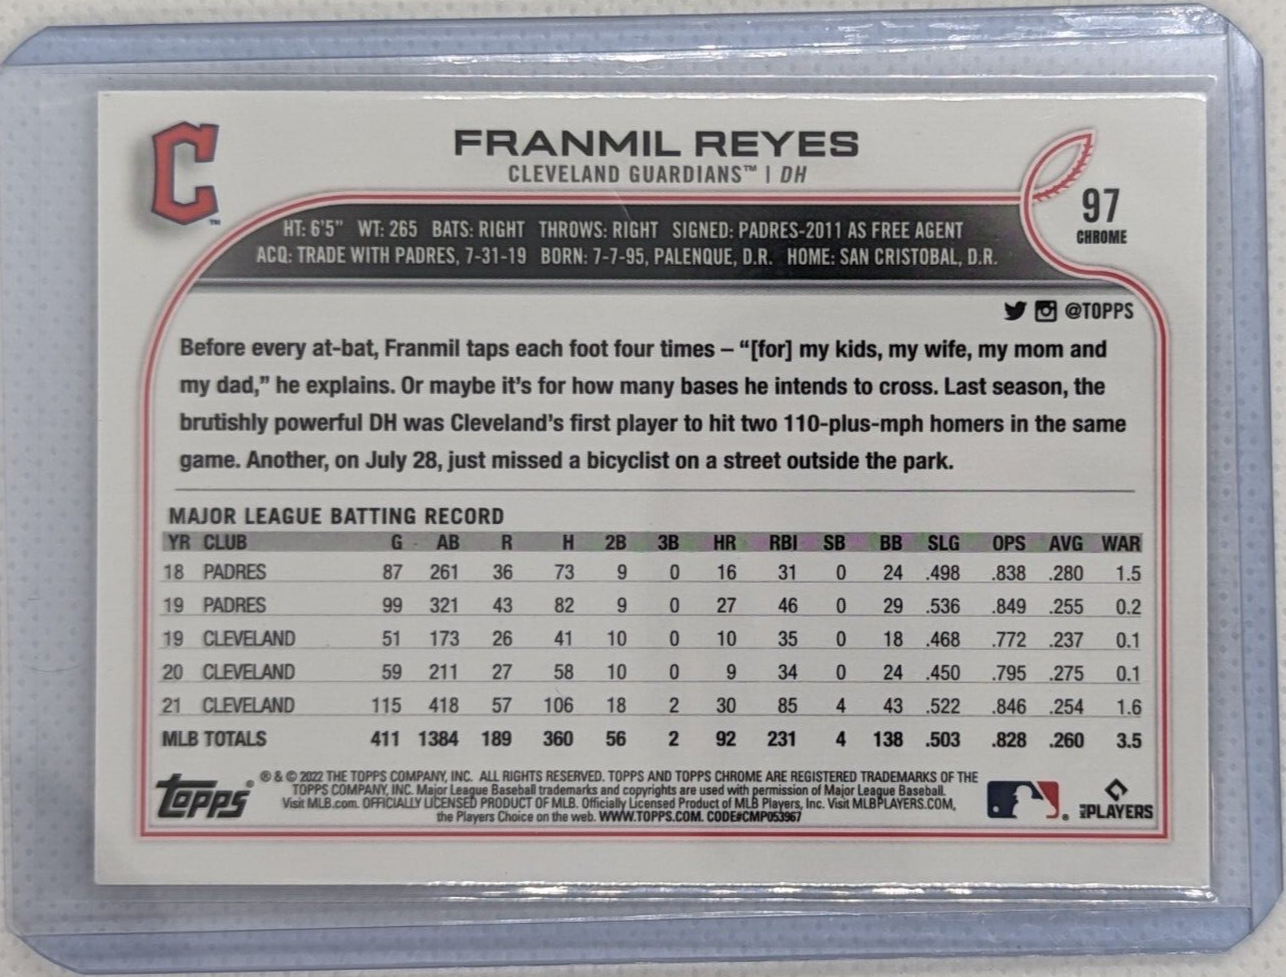 C
™
FRANMIL REYES
CLEVELAND GUARDIANS™ | DH
97
CHROME
HT: 6'5" WT: 265 BATS: RIGHT THROWS: RIGHT SIGNED: PADRES-2011 AS FREE AGENT
ACQ: TRADE WITH PADRES, 7-31-19 BORN: 7-7-95, PALENQUE, D.R. HOME: SAN CRISTOBAL, D.R.
@TOPPS
Before every at-bat, Franmil taps each foot four times – “[for] my kids, my wife, my mom and
my dad,” he explains. Or maybe it’s for how many bases he intends to cross. Last season, the
brutishly powerful DH was Cleveland’s first player to hit two 110-plus-mph homers in the same
game. Another, on July 28, just missed a bicyclist on a street outside the park.
MAJOR LEAGUE BATTING RECORD
YR CLUB G AB R H 2B 3B HR RBI SB BB SLG OPS AVG WAR
18 PADRES 87 261 36 73 9 0 16 31 0 24 .498 .838 .280 1.5
19 PADRES 99 321 43 82 9 0 27 46 0 29 .536 .849 .255 0.2
19 CLEVELAND 51 173 26 41 10 0 10 35 0 18 .468 .772 .237 0.1
20 CLEVELAND 59 211 27 58 10 0 9 34 0 24 .450 .795 .275 0.1
21 CLEVELAND 115 418 57 106 18 2 30 85 4 43 .522 .846 .254 1.6
MLB TOTALS 411 1384 189 360 56 2 92 231 4 138 .503 .828 .260 3.5
Topps®
® & © 2022 THE TOPPS COMPANY, INC. ALL RIGHTS RESERVED. TOPPS AND TOPPS CHROME ARE REGISTERED TRADEMARKS OF THE
TOPPS COMPANY, INC. Major League Baseball trademarks and copyrights are used with permission of Major League Baseball.
Visit MLB.com. OFFICIALLY LICENSED PRODUCT OF MLB. Officially Licensed Product of MLB Players, Inc. Visit MLBPLAYERS.COM,
the Players Choice on the web. WWW.TOPPS.COM. CODE#CMP053967
®
MLB PLAYERS